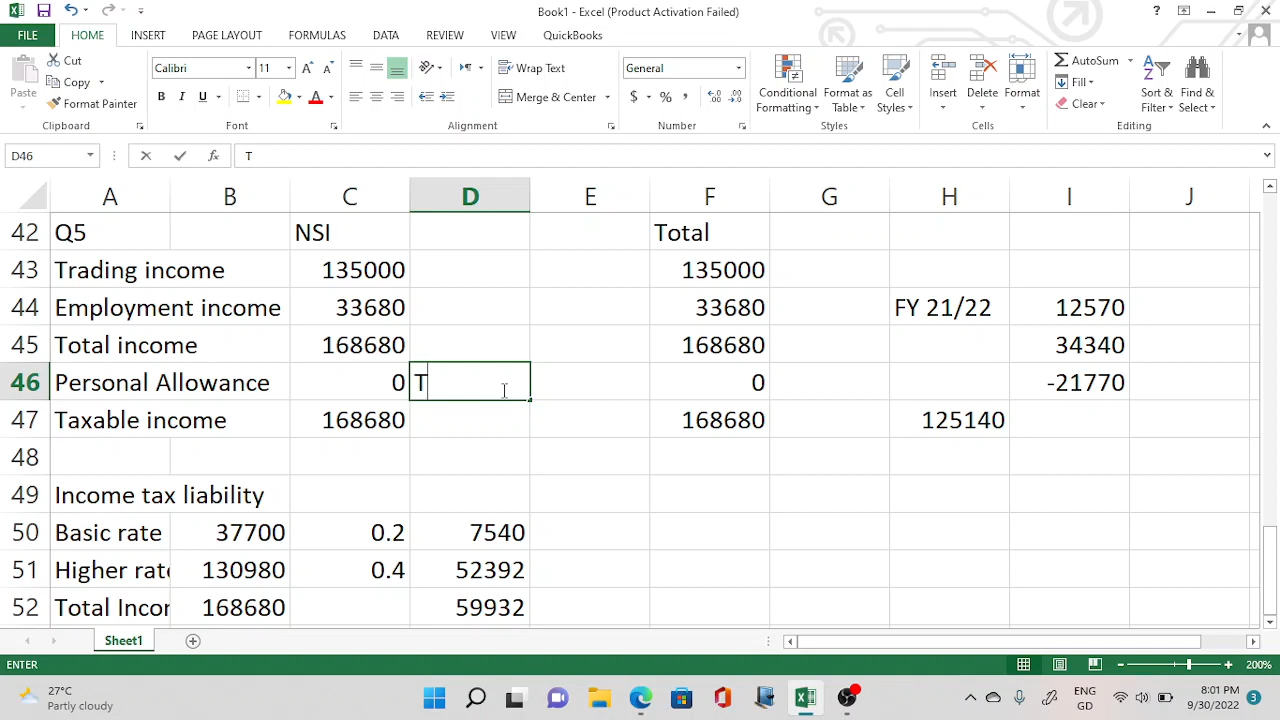 Book1 - Excel (Product Activation Failed)
FILE HOME INSERT PAGE LAYOUT FORMULAS DATA REVIEW VIEW QuickBooks
Paste
Cut
Copy
Format Painter
Clipboard
Calibri 11
B I U
Font
Wrap Text
Merge & Center
Alignment
General
$ % ,
Number
Conditional Formatting
Format as Table
Cell Styles
Styles
Insert Delete Format
Cells
AutoSum
Fill
Clear
Sort & Filter
Find & Select
Editing
D46 fx T
A B C D E F G H I J
42 Q5 NSI Total
43 Trading income 135000 135000
44 Employment income 33680 33680 FY 21/22 12570
45 Total income 168680 168680 34340
46 Personal Allowance 0 T 0 -21770
47 Taxable income 168680 168680 125140
48
49 Income tax liability
50 Basic rate 37700 0.2 7540
51 Higher rate 130980 0.4 52392
52 Total Incor 168680 59932
Sheet1
ENTER 200%
27°C
Partly cloudy
ENG
GD
8:01 PM
9/30/2022
3